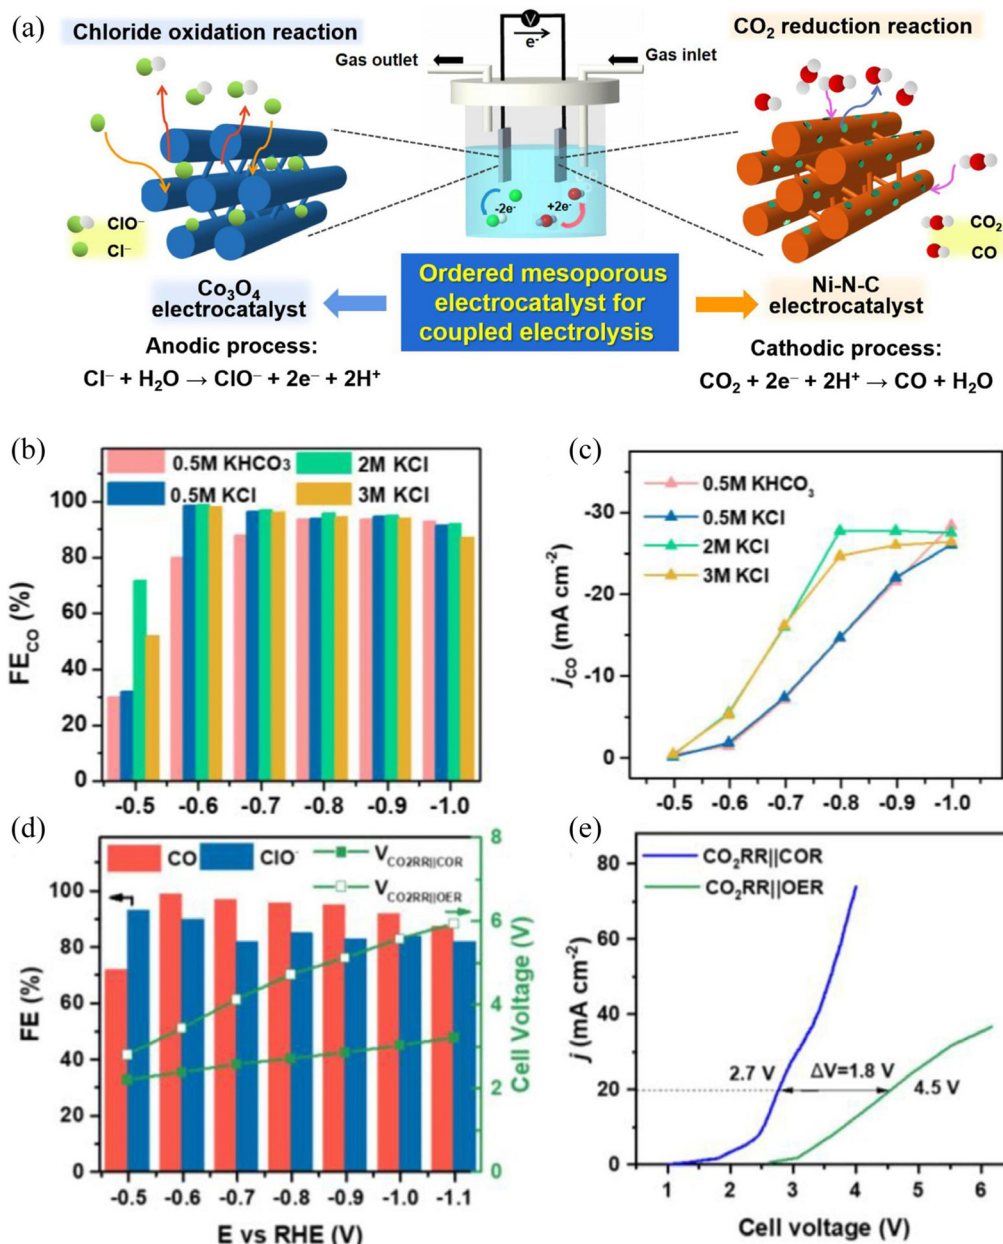 (a)
Chloride oxidation reaction
V
e⁻
CO₂ reduction reaction
Gas outlet
Gas inlet
-2e⁻
+2e⁻
ClO⁻
Cl⁻
CO₂
CO
Co₃O₄
electrocatalyst
Ordered mesoporous
electrocatalyst for
coupled electrolysis
Ni-N-C
electrocatalyst
Anodic process:
Cl⁻ + H₂O → ClO⁻ + 2e⁻ + 2H⁺
Cathodic process:
CO₂ + 2e⁻ + 2H⁺ → CO + H₂O
(b)
0.5M KHCO₃
2M KCl
0.5M KCl
3M KCl
FE_CO (%)
100
80
60
40
20
0
-0.5 -0.6 -0.7 -0.8 -0.9 -1.0
(c)
0.5M KHCO₃
0.5M KCl
2M KCl
3M KCl
j_CO (mA cm⁻²)
-30
-20
-10
0
-0.5 -0.6 -0.7 -0.8 -0.9 -1.0
(d)
CO
ClO⁻
V_CO2RR||COR
V_CO2RR||OER
FE (%)
100
80
60
40
80
0
8
6
4
2
0
Cell Voltage (V)
-0.5 -0.6 -0.7 -0.8 -0.9 -1.0 -1.1
E vs RHE (V)
(e)
CO₂RR||COR
CO₂RR||OER
j (mA cm⁻²)
80
60
40
20
0
2.7 V
ΔV=1.8 V
4.5 V
1 2 3 4 5 6
Cell voltage (V)